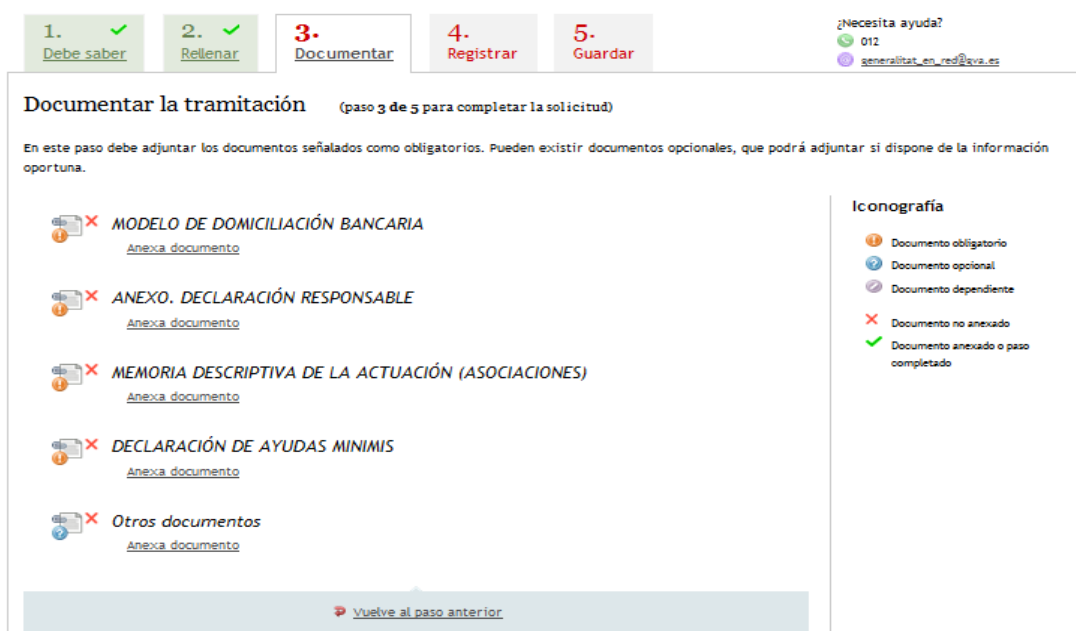 1.
Debe saber
2.
Rellenar
3.
Documentar
4.
Registrar
5.
Guardar
¿Necesita ayuda?
012
generalitat_en_red@gva.es
Documentar la tramitación (paso 3 de 5 para completar la solicitud)
En este paso debe adjuntar los documentos señalados como obligatorios. Pueden existir documentos opcionales, que podrá adjuntar si dispone de la información
oportuna.
MODELO DE DOMICILIACIÓN BANCARIA
Anexa documento
ANEXO. DECLARACIÓN RESPONSABLE
Anexa documento
MEMORIA DESCRIPTIVA DE LA ACTUACIÓN (ASOCIACIONES)
Anexa documento
DECLARACIÓN DE AYUDAS MINIMIS
Anexa documento
Otros documentos
Anexa documento
Vuelve al paso anterior
Iconografía
Documento obligatorio
Documento opcional
Documento dependiente
Documento no anexado
Documento anexado o paso
completado